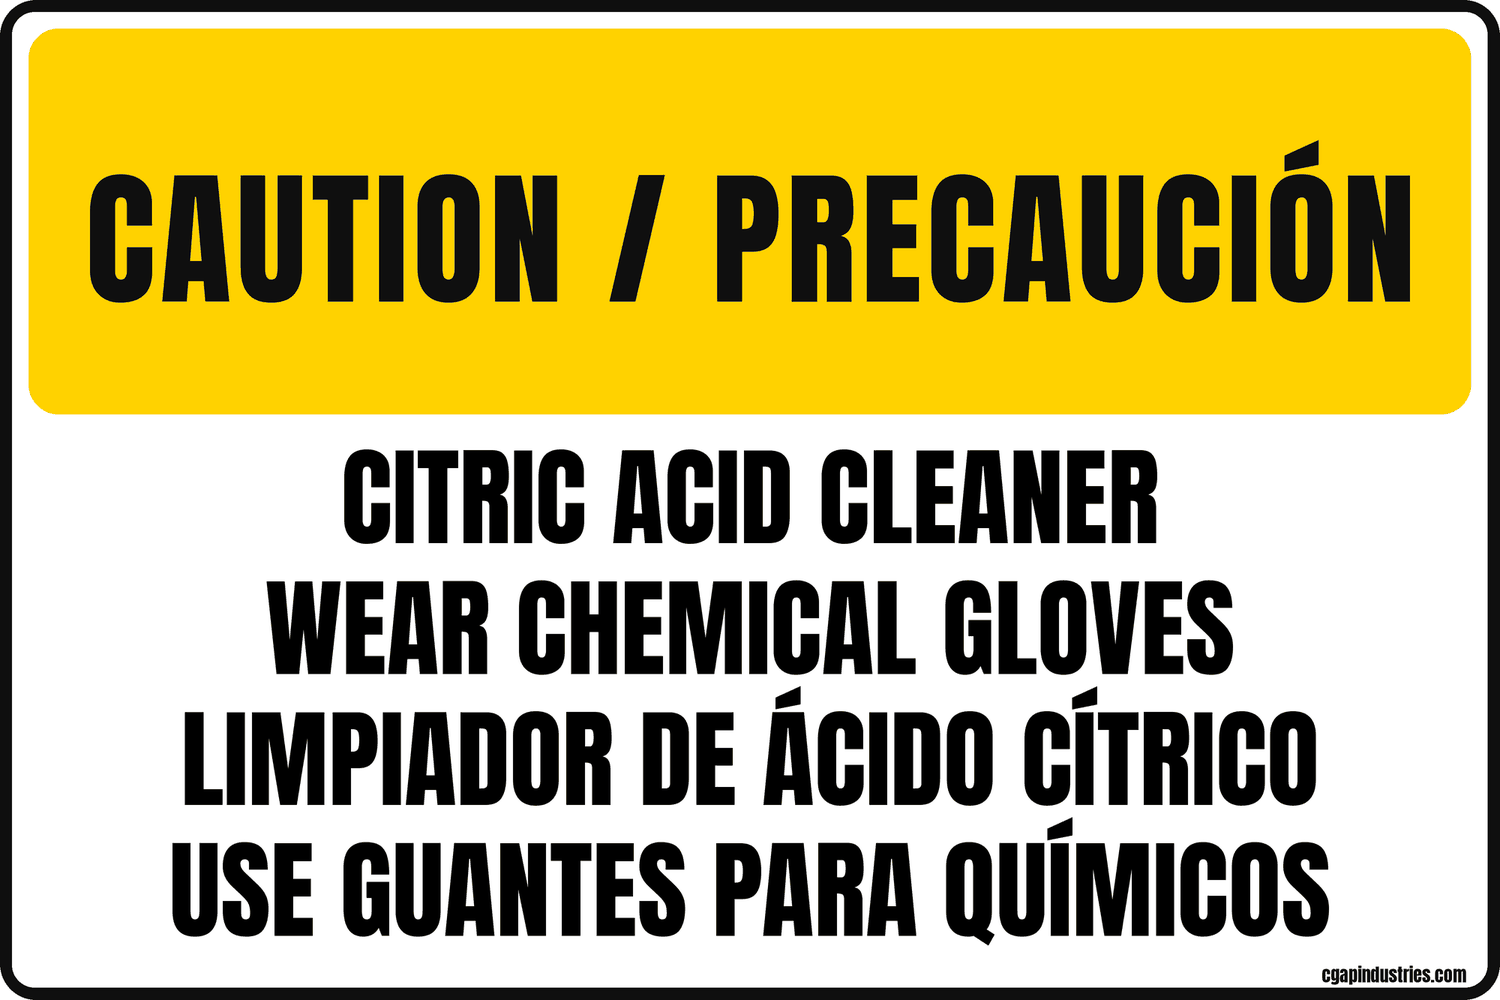 CAUTION / PRECAUCIÓN
CITRIC ACID CLEANER
WEAR CHEMICAL GLOVES
LIMPIADOR DE ÁCIDO CÍTRICO
USE GUANTES PARA QUÍMICOS
cgapindustries.com